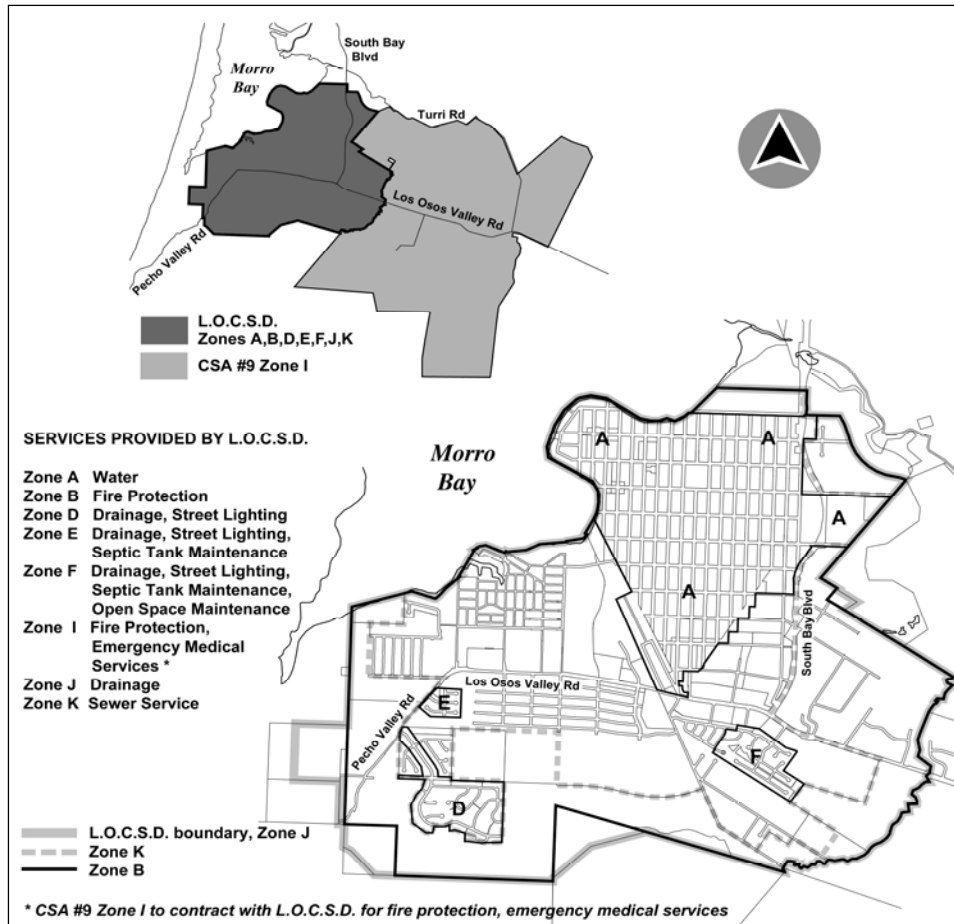 South Bay
Blvd
Morro
Bay
Turri Rd
Los Osos Valley Rd
Pecho Valley Rd
L.O.C.S.D.
Zones A,B,D,E,F,J,K
CSA #9 Zone I
SERVICES PROVIDED BY L.O.C.S.D.
Zone A Water
Zone B Fire Protection
Zone D Drainage, Street Lighting
Zone E Drainage, Street Lighting,
Septic Tank Maintenance
Zone F Drainage, Street Lighting,
Septic Tank Maintenance,
Open Space Maintenance
Zone I Fire Protection,
Emergency Medical
Services *
Zone J Drainage
Zone K Sewer Service
Morro
Bay
A
A
A
A
South Bay Blvd
Los Osos Valley Rd
Pecho Valley Rd
E
F
D
L.O.C.S.D. boundary, Zone J
Zone K
Zone B
* CSA #9 Zone I to contract with L.O.C.S.D. for fire protection, emergency medical services